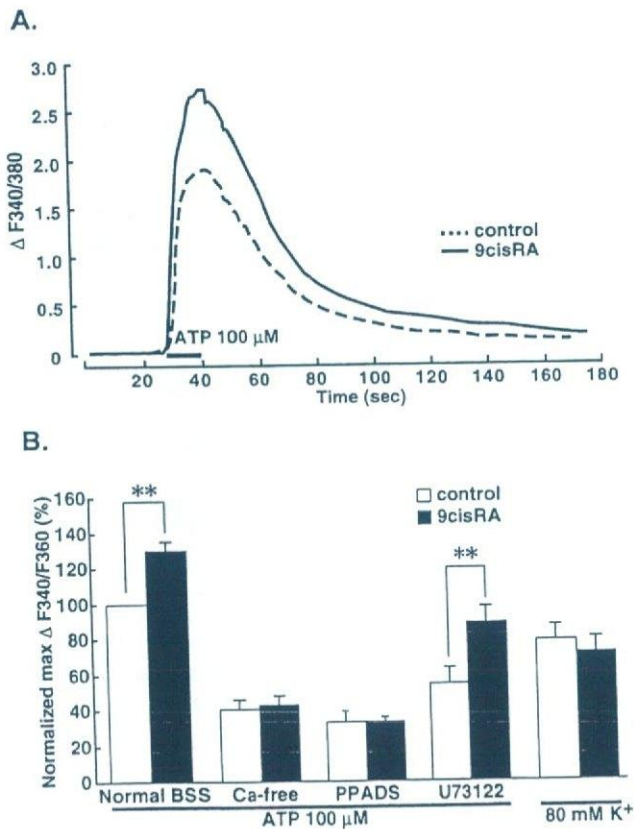 A.
3.0
2.5
2.0
1.5
1.0
0.5
0
Δ F340/380
control
9cisRA
ATP 100 μM
20 40 60 80 100 120 140 160 180
Time (sec)
B.
160
140
120
100
80
60
40
20
0
Normalized max Δ F340/F360 (%)
**
**
control
9cisRA
Normal BSS Ca-free PPADS U73122
ATP 100 μM 80 mM K+